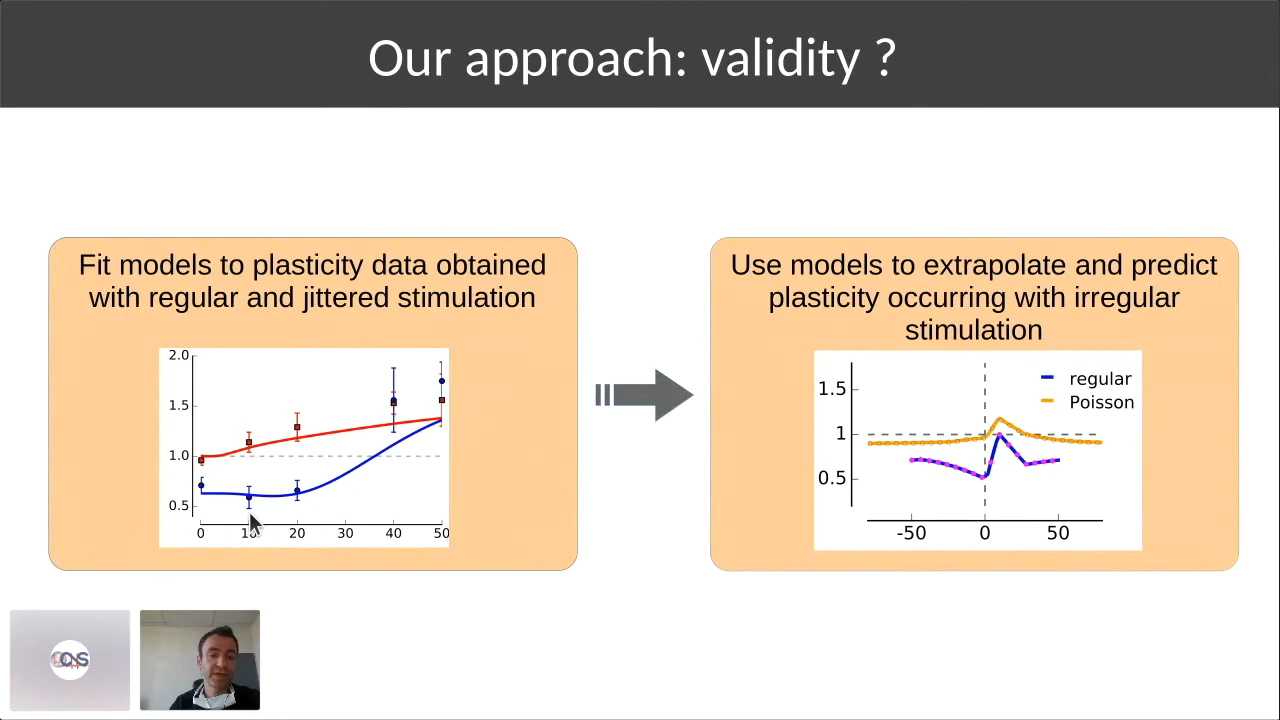 Our approach: validity ?
Fit models to plasticity data obtained
with regular and jittered stimulation
2.0
1.5
1.0
0.5
0 10 20 30 40 50
Use models to extrapolate and predict
plasticity occurring with irregular
stimulation
regular
Poisson
1.5
1
0.5
-50 0 50